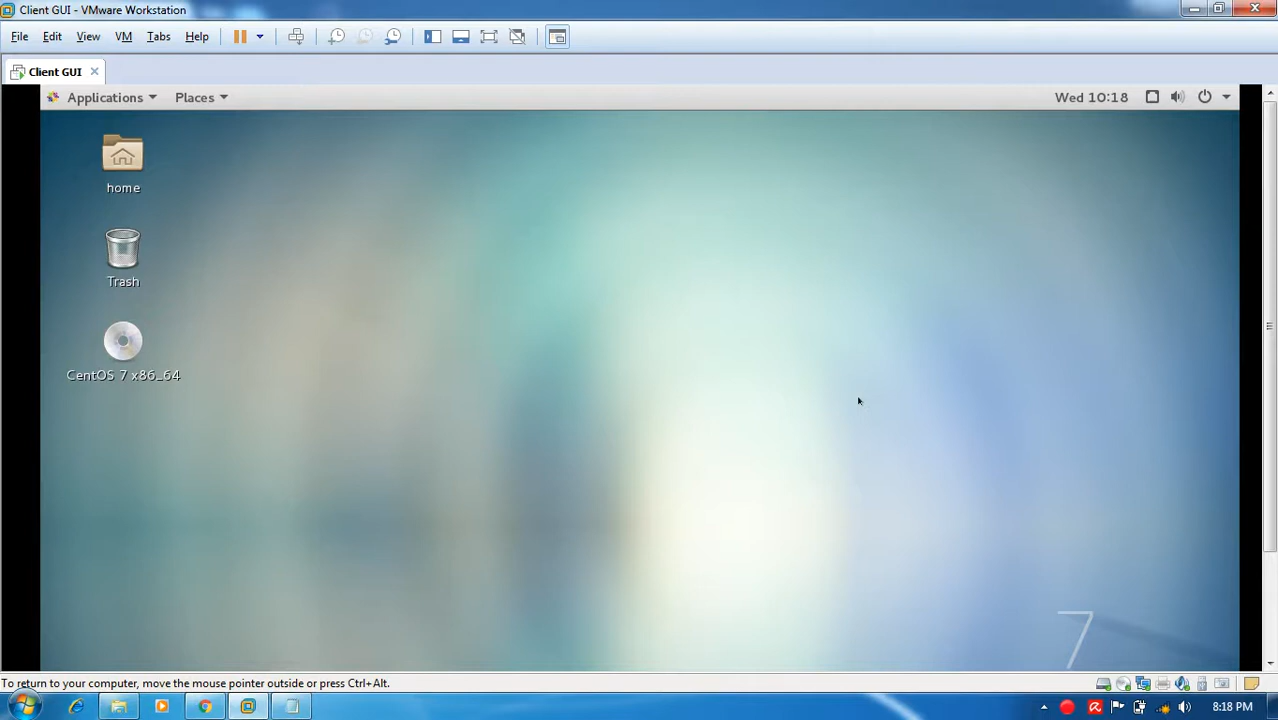 Client GUI - VMware Workstation
File Edit View VM Tabs Help
Client GUI
Applications Places Wed 10:18
home
Trash
CentOS 7 x86_64
7
To return to your computer, move the mouse pointer outside or press Ctrl+Alt.
8:18 PM